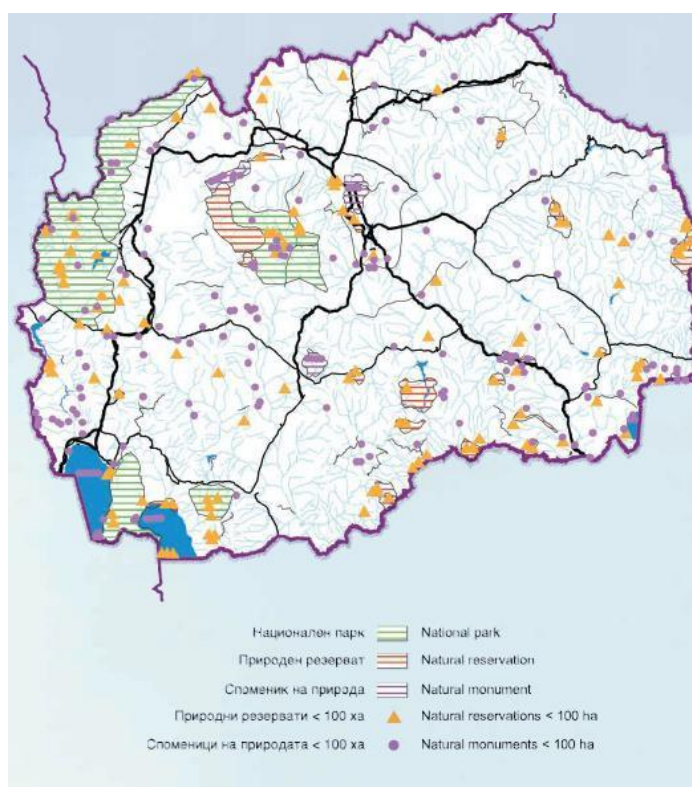 Национален парк National park
Природен резерват Natural reservation
Споменик на природа Natural monument
Природни резервати < 100 ха Natural reservations < 100 ha
Споменици на природата < 100 ха Natural monuments < 100 ha